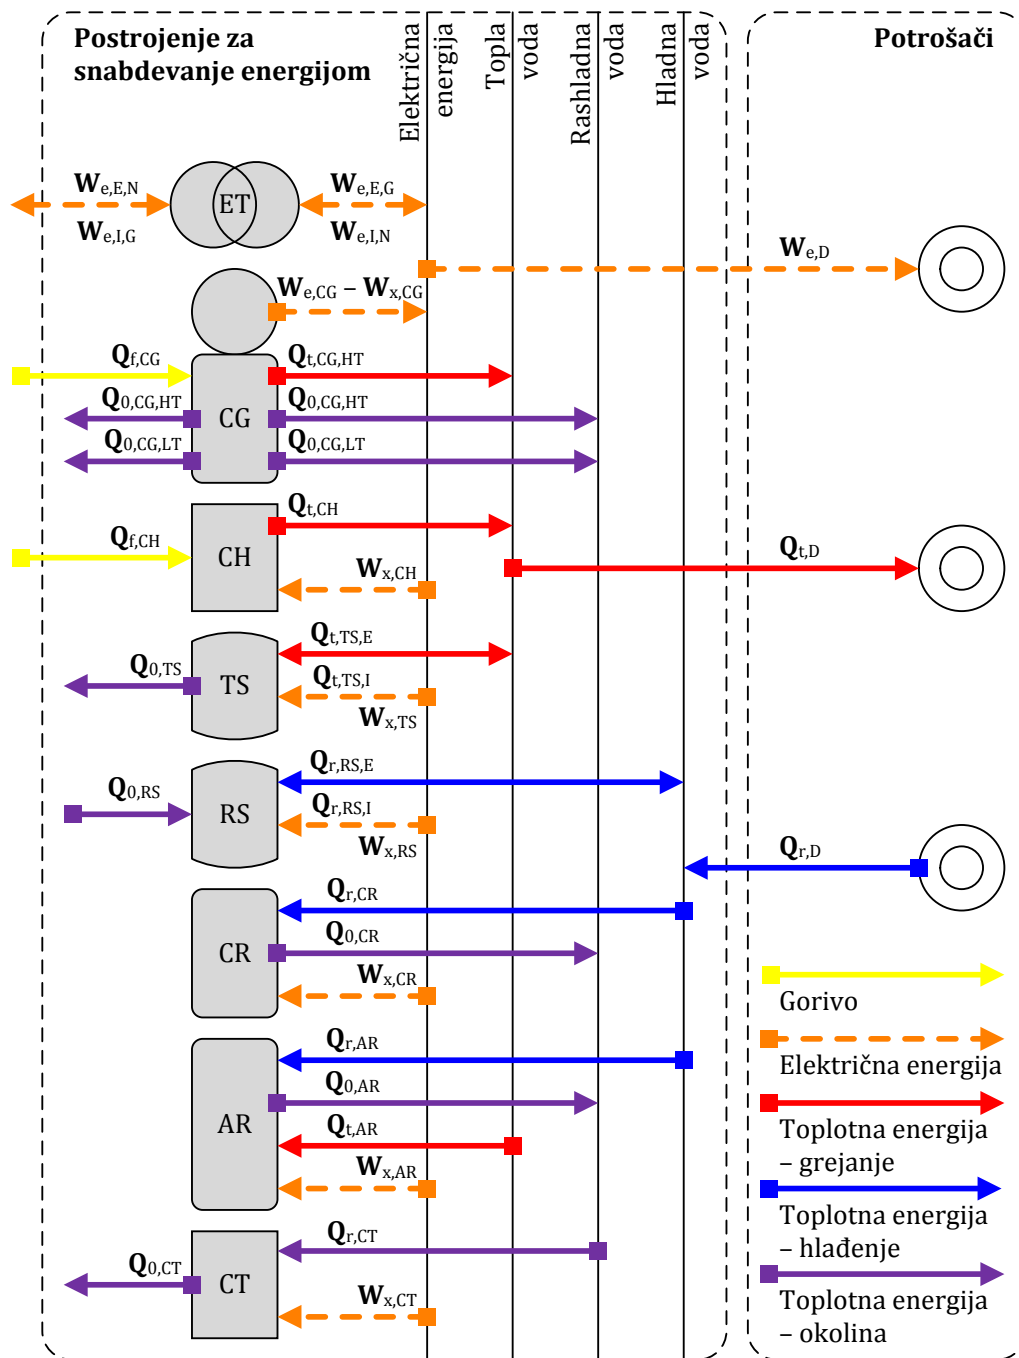 Postrojenje za
snabdevanje energijom
Električna
energija
Topla
voda
Rashladna
voda
Hladna
voda
Potrošači
We,E,N
We,I,G
ET
We,E,G
We,I,N
We,D
We,CG – Wx,CG
Qf,CG
Qt,CG,HT
Q0,CG,HT
CG
Q0,CG,HT
Q0,CG,LT
Q0,CG,LT
Qt,CH
Qf,CH
CH
Wx,CH
Qt,D
Qt,TS,E
Q0,TS
TS
Qt,TS,I
Wx,TS
Qr,RS,E
Q0,RS
RS
Qr,RS,I
Wx,RS
Qr,D
Qr,CR
Q0,CR
CR
Wx,CR
Qr,AR
Q0,AR
AR
Qt,AR
Wx,AR
Qr,CT
Q0,CT
CT
Wx,CT
Gorivo
Električna energija
Toplotna energija
– grejanje
Toplotna energija
– hlađenje
Toplotna energija
– okolina